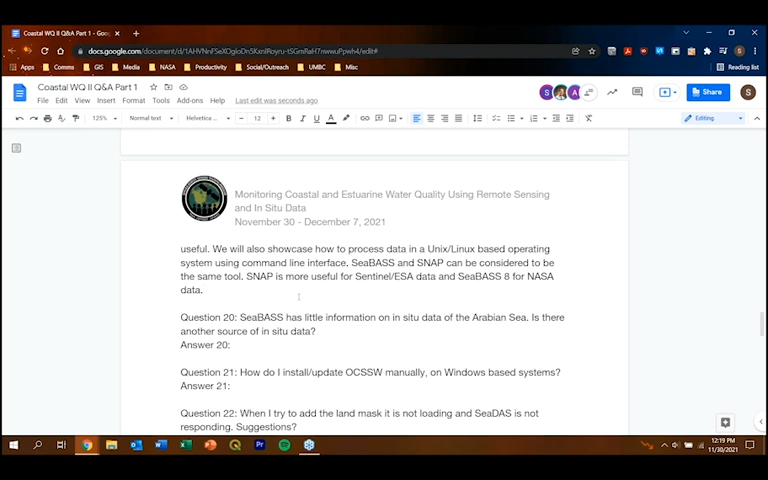 Coastal WQ II Q&A Part 1 - Goo
docs.google.com
Apps Comms GIS Media NASA Productivity Social/Outreach UMBC Misc Reading list
Coastal WQ II Q&A Part 1
File Edit View Insert Format Tools Add-ons Help Last edit was seconds ago
Share S
125% Normal text Helvetica... 12 Editing
Monitoring Coastal and Estuarine Water Quality Using Remote Sensing
and In Situ Data
November 30 - December 7, 2021
useful. We will also showcase how to process data in a Unix/Linux based operating
system using command line interface. SeaBASS and SNAP can be considered to be
the same tool. SNAP is more useful for Sentinel/ESA data and SeaBASS 8 for NASA
data.
Question 20: SeaBASS has little information on in situ data of the Arabian Sea. Is there
another source of in situ data?
Answer 20:
Question 21: How do I install/update OCSSW manually, on Windows based systems?
Answer 21:
Question 22: When I try to add the land mask it is not loading and SeaDAS is not
responding. Suggestions?
12:19 PM
11/30/2021